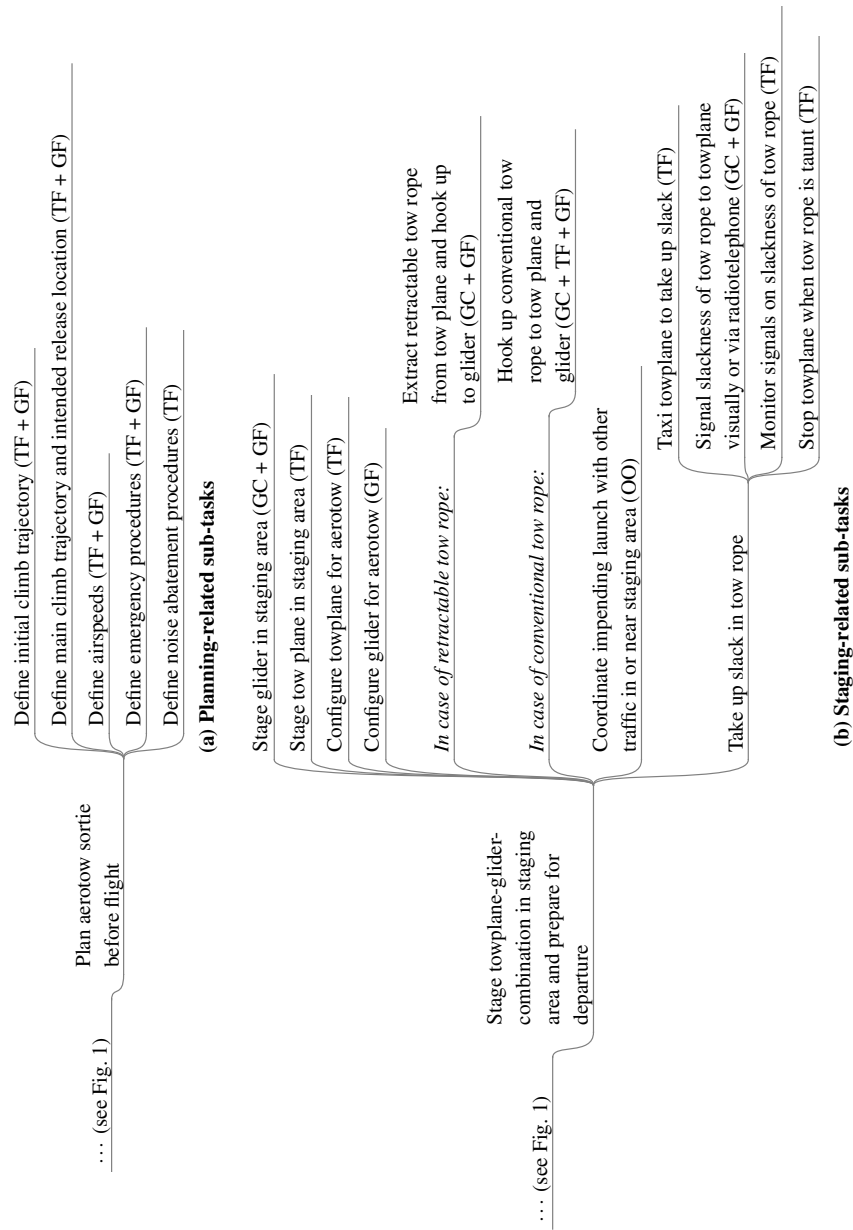 … (see Fig. 1)
Plan aerotow sortie
before flight
Define initial climb trajectory (TF + GF)
Define main climb trajectory and intended release location (TF + GF)
Define airspeeds (TF + GF)
Define emergency procedures (TF + GF)
Define noise abatement procedures (TF)
(a) Planning-related sub-tasks
… (see Fig. 1)
Stage towplane-glider-
combination in staging
area and prepare for
departure
Stage glider in staging area (GC + GF)
Stage tow plane in staging area (TF)
Configure towplane for aerotow (TF)
Configure glider for aerotow (GF)
In case of retractable tow rope:
Extract retractable tow rope
from tow plane and hook up
to glider (GC + GF)
In case of conventional tow rope:
Hook up conventional tow
rope to tow plane and
glider (GC + TF + GF)
Coordinate impending launch with other
traffic in or near staging area (OO)
Take up slack in tow rope
Taxi towplane to take up slack (TF)
Signal slackness of tow rope to towplane
visually or via radiotelephone (GC + GF)
Monitor signals on slackness of tow rope (TF)
Stop towplane when tow rope is taunt (TF)
(b) Staging-related sub-tasks